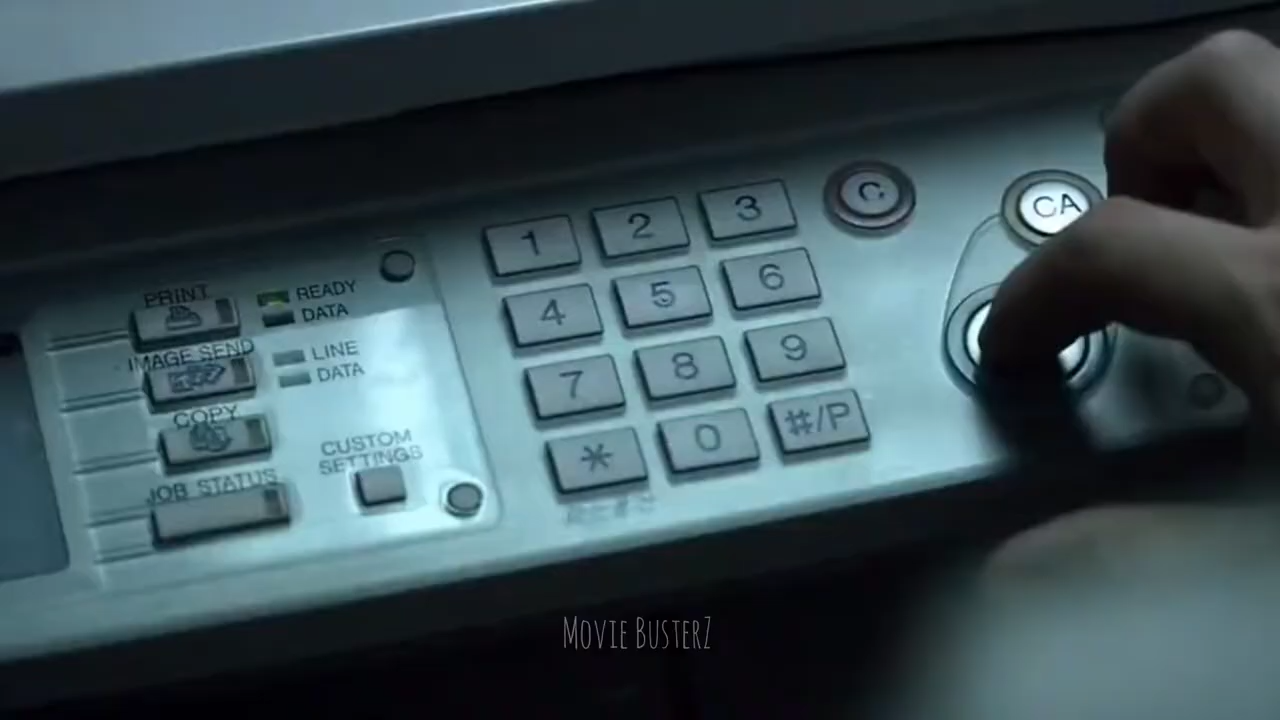 PRINT
READY
DATA
IMAGE SEND
LINE
DATA
COPY
CUSTOM
SETTINGS
JOB STATUS
1 2 3
4 5 6
7 8 9
* 0 #/P
C
CA
Movie BusterZ